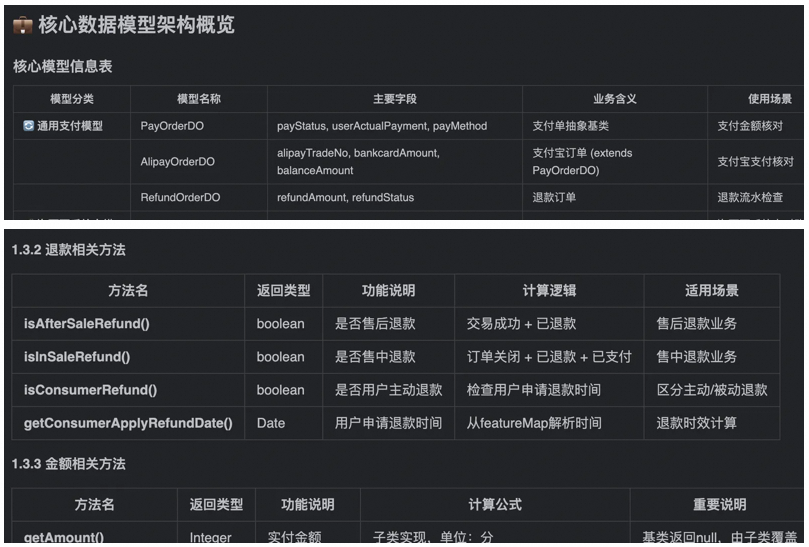 核心数据模型架构概览
核心模型信息表
模型分类 模型名称 主要字段 业务含义 使用场景
通用支付模型 PayOrderDO payStatus, userActualPayment, payMethod 支付单抽象基类 支付金额核对
AlipayOrderDO alipayTradeNo, bankcardAmount, balanceAmount 支付宝订单 (extends PayOrderDO) 支付宝支付核对
RefundOrderDO refundAmount, refundStatus 退款订单 退款流水检查
1.3.2 退款相关方法
方法名 返回类型 功能说明 计算逻辑 适用场景
isAfterSaleRefund() boolean 是否售后退款 交易成功 + 已退款 售后退款业务
isInSaleRefund() boolean 是否售中退款 订单关闭 + 已退款 + 已支付 售中退款业务
isConsumerRefund() boolean 是否用户主动退款 检查用户申请退款时间 区分主动/被动退款
getConsumerApplyRefundDate() Date 用户申请退款时间 从featureMap解析时间 退款时效计算
1.3.3 金额相关方法
方法名 返回类型 功能说明 计算公式 重要说明
getAmount() Integer 实付金额 子类实现，单位：分 基类返回null，由子类覆盖